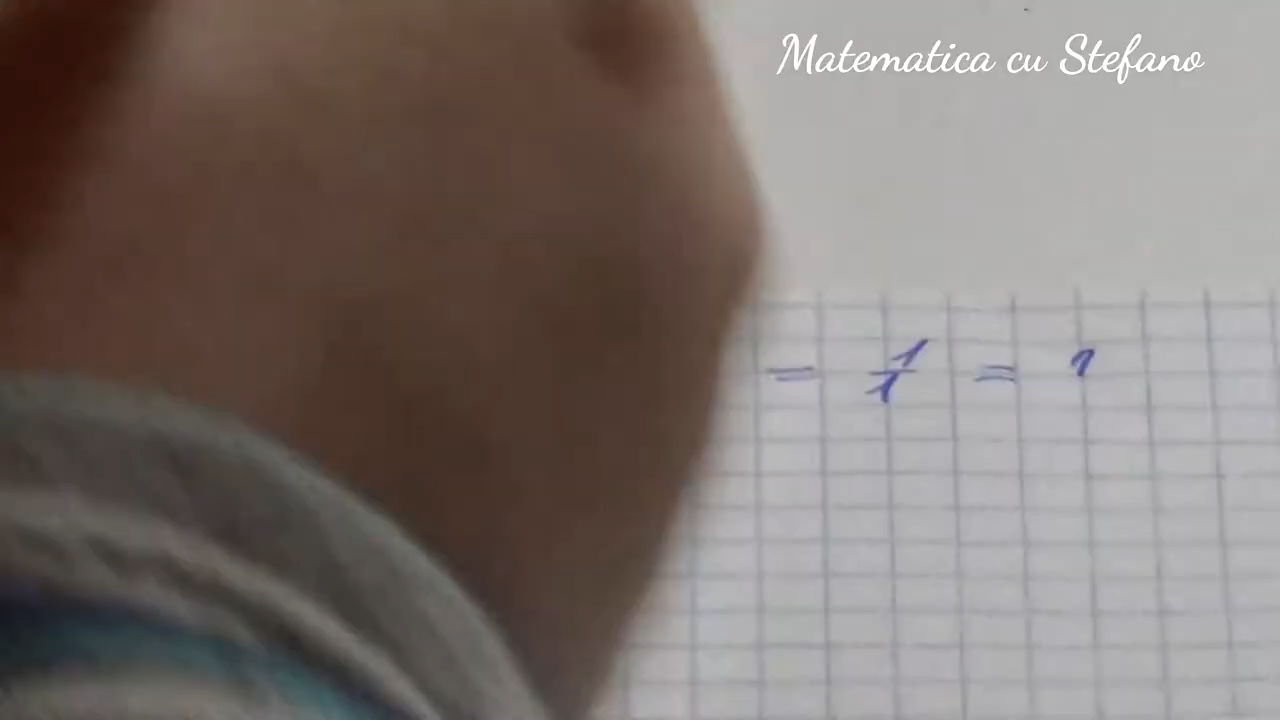 Matematica cu Stefano
= 1/1 = 1